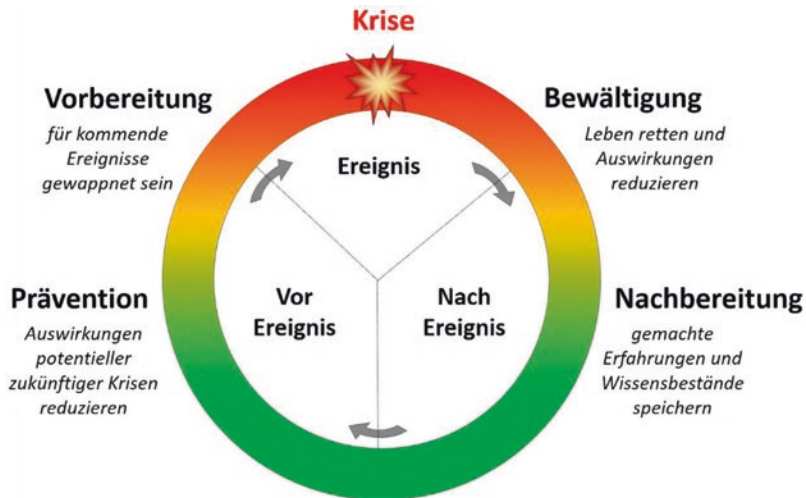 Krise
Vorbereitung
für kommende
Ereignisse
gewappnet sein
Bewältigung
Leben retten und
Auswirkungen
reduzieren
Ereignis
Prävention
Auswirkungen
potentieller
zukünftiger Krisen
reduzieren
Vor
Ereignis
Nach
Ereignis
Nachbereitung
gemachte
Erfahrungen und
Wissensbestände
speichern